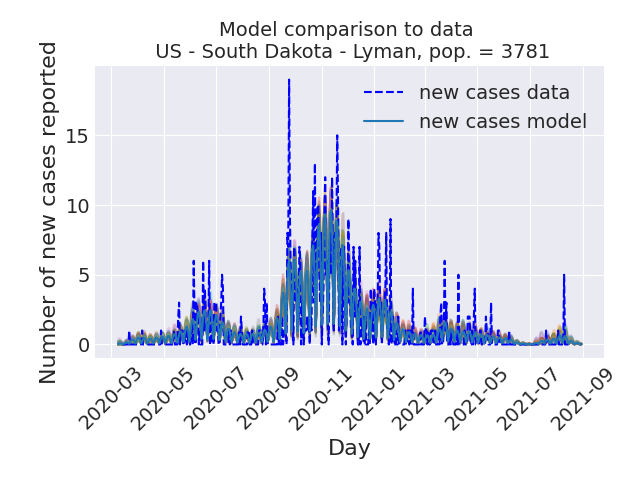 Model comparison to data
US - South Dakota - Lyman, pop. = 3781
new cases data
new cases model
Number of new cases reported
15
10
5
0
2020-03
2020-05
2020-07
2020-09
2020-11
2021-01
2021-03
2021-05
2021-07
2021-09
Day